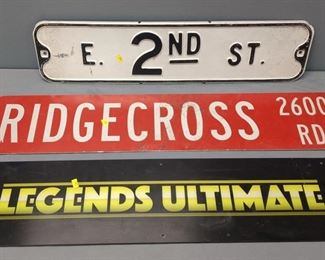 E. 2ND ST.
RIDGECROSS 2600 RD
LEGENDS ULTIMATE